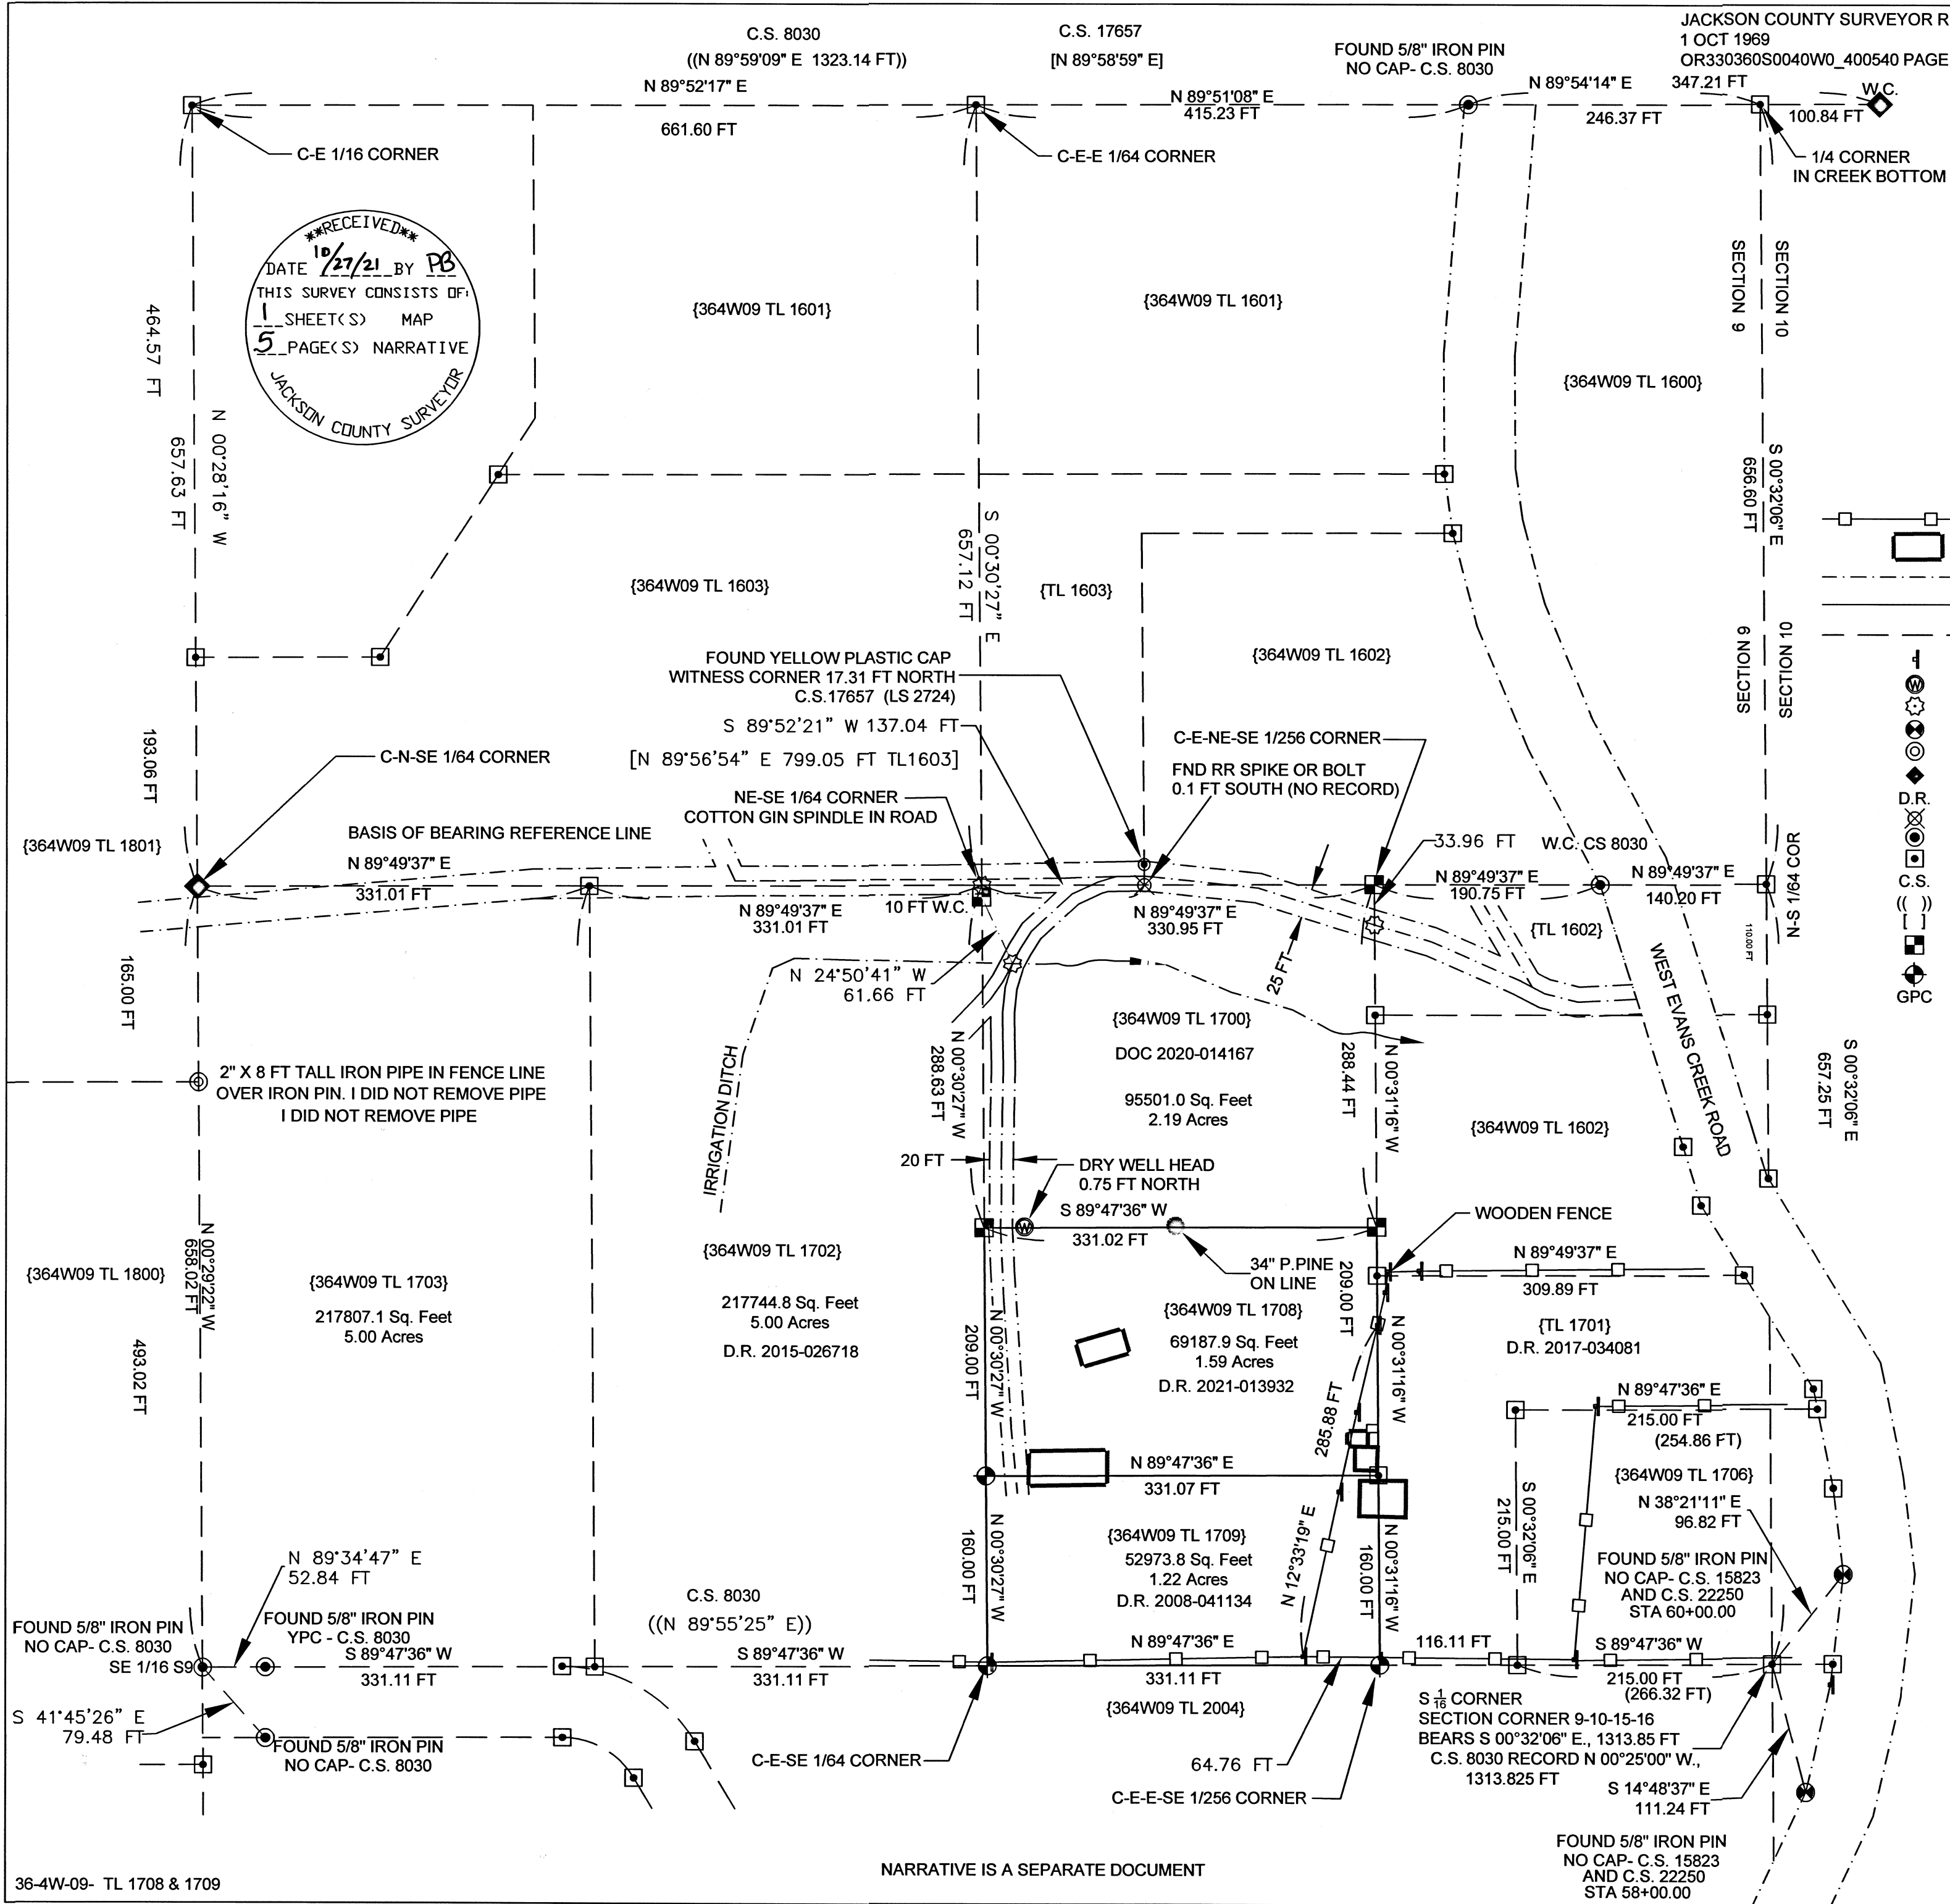 C.S. 8030
((N 89°59'09" E 1323.14 FT))
N 89°52'17" E
661.60 FT
C.S. 17657
[N 89°58'59" E]
N 89°51'08" E
415.23 FT
FOUND 5/8" IRON PIN
NO CAP- C.S. 8030
JACKSON COUNTY SURVEYOR R
1 OCT 1969
OR330360S0040W0_400540 PAGE
N 89°54'14" E
347.21 FT
246.37 FT
W.C.
100.84 FT
C-E 1/16 CORNER
C-E-E 1/64 CORNER
1/4 CORNER
IN CREEK BOTTOM
**RECEIVED**
DATE 10/27/21 BY PB
THIS SURVEY CONSISTS OF:
1 SHEET(S) MAP
5 PAGE(S) NARRATIVE
JACKSON COUNTY SURVEYOR
SECTION 9
SECTION 10
464.57 FT
N 00°28'16" W
657.63 FT
{364W09 TL 1601}
{364W09 TL 1601}
{364W09 TL 1600}
S 00°32'06" E
656.60 FT
S 00°30'27" E
657.12 FT
{364W09 TL 1603}
{TL 1603}
{364W09 TL 1602}
SECTION 9
SECTION 10
FOUND YELLOW PLASTIC CAP
WITNESS CORNER 17.31 FT NORTH
C.S.17657 (LS 2724)
S 89°52'21" W 137.04 FT
[N 89°56'54" E 799.05 FT TL1603]
NE-SE 1/64 CORNER
COTTON GIN SPINDLE IN ROAD
C-E-NE-SE 1/256 CORNER
FND RR SPIKE OR BOLT
0.1 FT SOUTH (NO RECORD)
193.06 FT
C-N-SE 1/64 CORNER
{364W09 TL 1801}
BASIS OF BEARING REFERENCE LINE
N 89°49'37" E
331.01 FT
N 89°49'37" E
331.01 FT
10 FT W.C.
N 89°49'37" E
330.95 FT
33.96 FT
W.C. CS 8030
N 89°49'37" E
190.75 FT
N 89°49'37" E
140.20 FT
N-S 1/64 COR
110.00 FT
{TL 1602}
D.R.
C.S.
(( ))
[ ]
GPC
165.00 FT
N 24°50'41" W
61.66 FT
25 FT
WEST EVANS CREEK ROAD
{364W09 TL 1700}
DOC 2020-014167
95501.0 Sq. Feet
2.19 Acres
N 00°30'27" W
288.63 FT
288.44 FT
N 00°31'16" W
S 00°32'06" E
657.25 FT
2" X 8 FT TALL IRON PIPE IN FENCE LINE
OVER IRON PIN. I DID NOT REMOVE PIPE
I DID NOT REMOVE PIPE
IRRIGATION DITCH
{364W09 TL 1602}
20 FT
DRY WELL HEAD
0.75 FT NORTH
S 89°47'36" W
331.02 FT
34" P.PINE
ON LINE
WOODEN FENCE
N 89°49'37" E
309.89 FT
{364W09 TL 1800}
N 00°29'22" W
658.02 FT
493.02 FT
{364W09 TL 1703}
217807.1 Sq. Feet
5.00 Acres
{364W09 TL 1702}
217744.8 Sq. Feet
5.00 Acres
D.R. 2015-026718
209.00 FT
N 00°30'27" W
{364W09 TL 1708}
69187.9 Sq. Feet
1.59 Acres
D.R. 2021-013932
209.00 FT
N 00°31'16" W
285.88 FT
N 12°33'19" E
{TL 1701}
D.R. 2017-034081
N 89°47'36" E
215.00 FT
(254.86 FT)
N 89°47'36" E
331.07 FT
{364W09 TL 1706}
N 38°21'11" E
96.82 FT
S 00°32'06" E
215.00 FT
{364W09 TL 1709}
52973.8 Sq. Feet
1.22 Acres
D.R. 2008-041134
160.00 FT
N 00°30'27" W
160.00 FT
N 00°31'16" W
FOUND 5/8" IRON PIN
NO CAP- C.S. 15823
AND C.S. 22250
STA 60+00.00
N 89°34'47" E
52.84 FT
FOUND 5/8" IRON PIN
NO CAP- C.S. 8030
SE 1/16 S9
FOUND 5/8" IRON PIN
YPC - C.S. 8030
S 89°47'36" W
331.11 FT
C.S. 8030
((N 89°55'25" E))
S 89°47'36" W
331.11 FT
N 89°47'36" E
331.11 FT
116.11 FT
S 89°47'36" W
215.00 FT
(266.32 FT)
{364W09 TL 2004}
S 41°45'26" E
79.48 FT
FOUND 5/8" IRON PIN
NO CAP- C.S. 8030
C-E-SE 1/64 CORNER
64.76 FT
C-E-E-SE 1/256 CORNER
S 1/16 CORNER
SECTION CORNER 9-10-15-16
BEARS S 00°32'06" E., 1313.85 FT
C.S. 8030 RECORD N 00°25'00" W.,
1313.825 FT
S 14°48'37" E
111.24 FT
FOUND 5/8" IRON PIN
NO CAP- C.S. 15823
AND C.S. 22250
STA 58+00.00
36-4W-09- TL 1708 & 1709
NARRATIVE IS A SEPARATE DOCUMENT